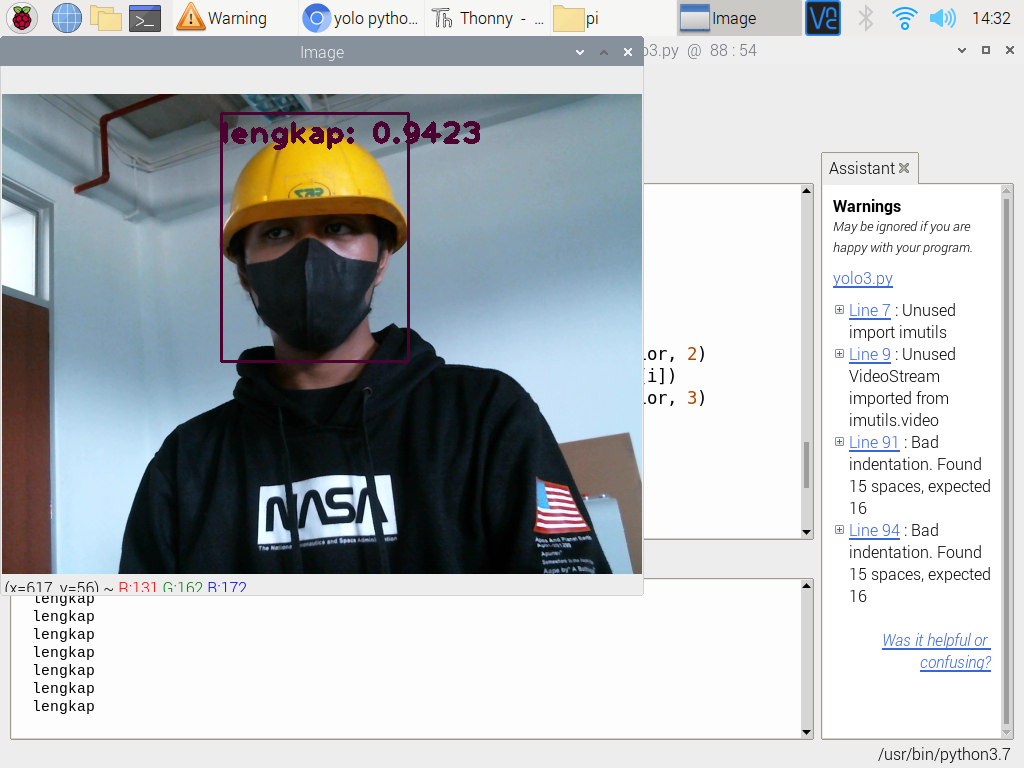 Warning
yolo pytho...
Thonny - ...
pi
Image
VNC
14:32
Image
o3.py @ 88 : 54
lengkap: 0.9423
NASA
(x=617, y=56) ~ R:131 G:162 B:172
or, 2)
[i])
or, 3)
lengkap
lengkap
lengkap
lengkap
lengkap
lengkap
lengkap
Assistant
Warnings
May be ignored if you are
happy with your program.
yolo3.py
Line 7 : Unused
import imutils
Line 9 : Unused
VideoStream
imported from
imutils.video
Line 91 : Bad
indentation. Found
15 spaces, expected
16
Line 94 : Bad
indentation. Found
15 spaces, expected
16
Was it helpful or
confusing?
/usr/bin/python3.7